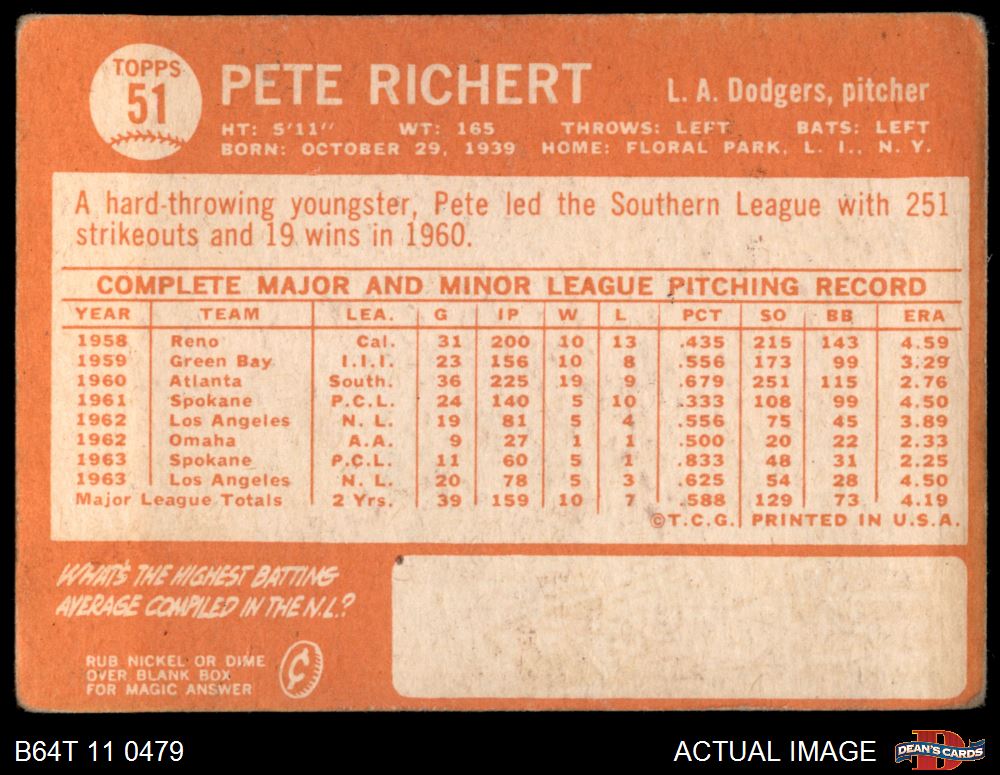 TOPPS
51
PETE RICHERT
L. A. Dodgers, pitcher
HT: 5'11" WT: 165 THROWS: LEFT BATS: LEFT
BORN: OCTOBER 29, 1939 HOME: FLORAL PARK, L. I., N. Y.
A hard-throwing youngster, Pete led the Southern League with 251
strikeouts and 19 wins in 1960.
COMPLETE MAJOR AND MINOR LEAGUE PITCHING RECORD
YEAR TEAM LEA. G IP W L PCT SO BB ERA
1958 Reno Cal. 31 200 10 13 .435 215 143 4.59
1959 Green Bay I.I.I. 23 156 10 8 .556 173 99 3.29
1960 Atlanta South. 36 225 19 9 .679 251 115 2.76
1961 Spokane P.C.L. 24 140 5 10 .333 108 99 4.50
1962 Los Angeles N. L. 19 81 5 4 .556 75 45 3.89
1962 Omaha A.A. 9 27 1 1 .500 20 22 2.33
1963 Spokane P.C.L. 11 60 5 1 .833 48 31 2.25
1963 Los Angeles N. L. 20 78 5 3 .625 54 28 4.50
Major League Totals 2 Yrs. 39 159 10 7 .588 129 73 4.19
©T.C.G. PRINTED IN U.S.A.
WHAT'S THE HIGHEST BATTING
AVERAGE COMPILED IN THE N.L.?
RUB NICKEL OR DIME
OVER BLANK BOX
FOR MAGIC ANSWER
¢
B64T 11 0479
ACTUAL IMAGE
DEAN'S CARDS